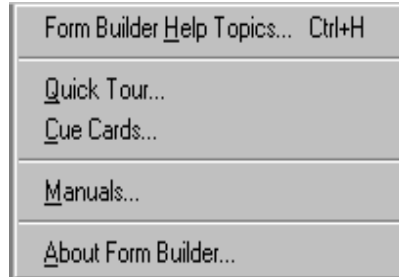 Form Builder Help Topics... Ctrl+H
Quick Tour...
Cue Cards...
Manuals...
About Form Builder...